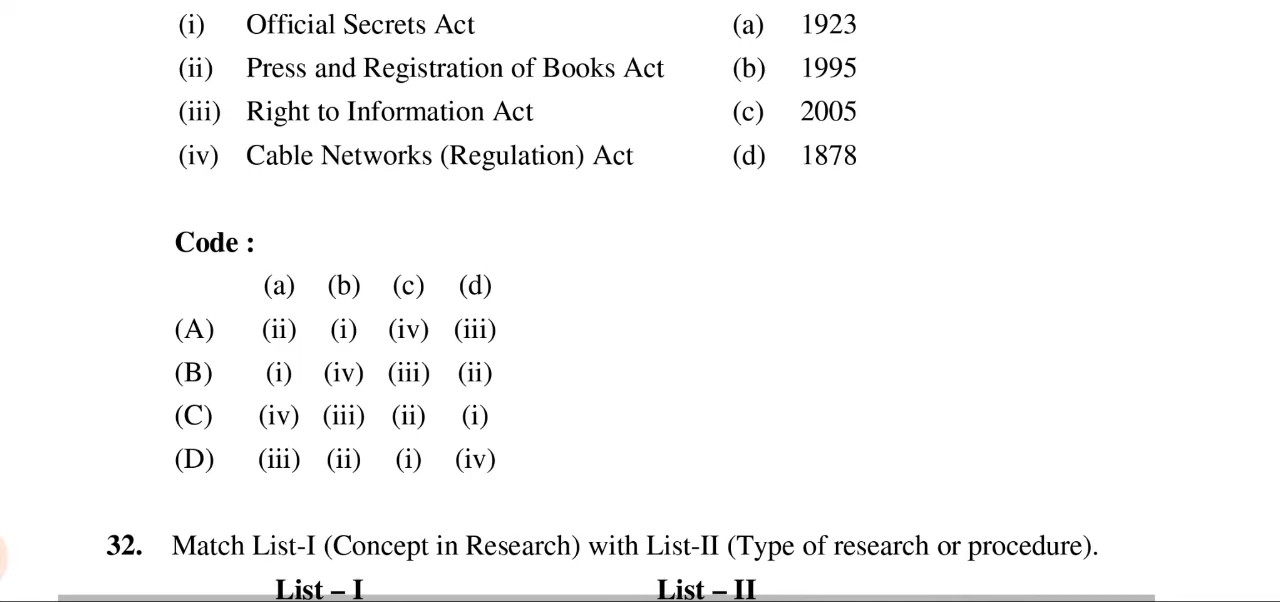 (i) Official Secrets Act (a) 1923
(ii) Press and Registration of Books Act (b) 1995
(iii) Right to Information Act (c) 2005
(iv) Cable Networks (Regulation) Act (d) 1878
Code :
(a) (b) (c) (d)
(A) (ii) (i) (iv) (iii)
(B) (i) (iv) (iii) (ii)
(C) (iv) (iii) (ii) (i)
(D) (iii) (ii) (i) (iv)
32. Match List-I (Concept in Research) with List-II (Type of research or procedure).
List – I List – II